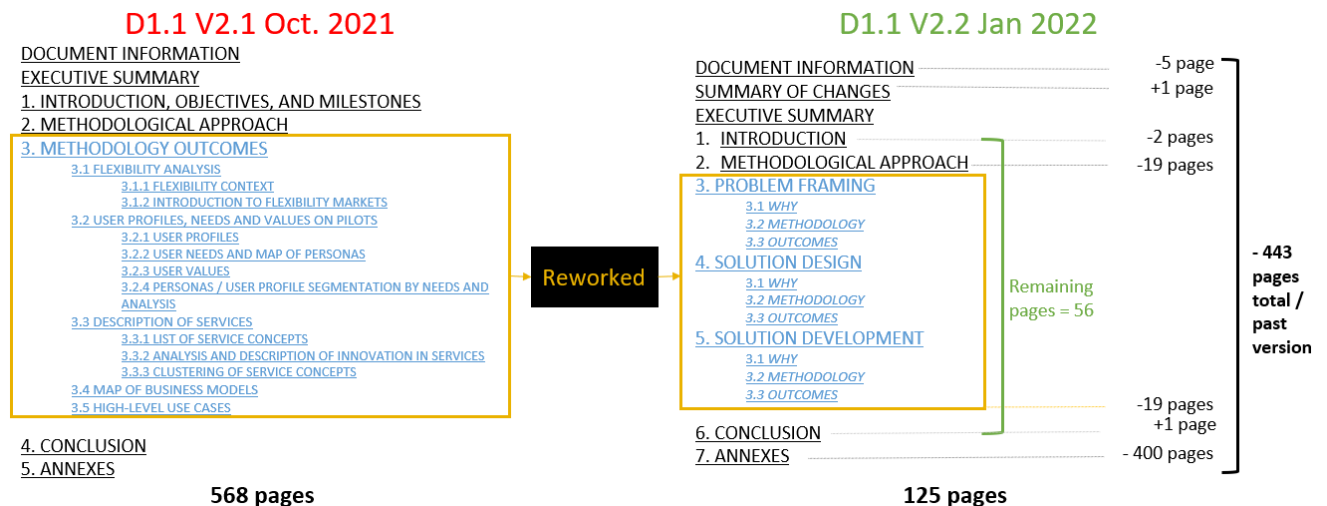 D1.1 V2.1 Oct. 2021
DOCUMENT INFORMATION
EXECUTIVE SUMMARY
1. INTRODUCTION, OBJECTIVES, AND MILESTONES
2. METHODOLOGICAL APPROACH
3. METHODOLOGY OUTCOMES
3.1 FLEXIBILITY ANALYSIS
3.1.1 FLEXIBILITY CONTEXT
3.1.2 INTRODUCTION TO FLEXIBILITY MARKETS
3.2 USER PROFILES, NEEDS AND VALUES ON PILOTS
3.2.1 USER PROFILES
3.2.2 USER NEEDS AND MAP OF PERSONAS
3.2.3 USER VALUES
3.2.4 PERSONAS / USER PROFILE SEGMENTATION BY NEEDS AND
ANALYSIS
3.3 DESCRIPTION OF SERVICES
3.3.1 LIST OF SERVICE CONCEPTS
3.3.2 ANALYSIS AND DESCRIPTION OF INNOVATION IN SERVICES
3.3.3 CLUSTERING OF SERVICE CONCEPTS
3.4 MAP OF BUSINESS MODELS
3.5 HIGH-LEVEL USE CASES
4. CONCLUSION
5. ANNEXES
568 pages
Reworked
D1.1 V2.2 Jan 2022
DOCUMENT INFORMATION
-5 page
SUMMARY OF CHANGES
+1 page
EXECUTIVE SUMMARY
1. INTRODUCTION
-2 pages
2. METHODOLOGICAL APPROACH
-19 pages
3. PROBLEM FRAMING
3.1 WHY
3.2 METHODOLOGY
3.3 OUTCOMES
4. SOLUTION DESIGN
3.1 WHY
3.2 METHODOLOGY
3.3 OUTCOMES
5. SOLUTION DEVELOPMENT
3.1 WHY
3.2 METHODOLOGY
3.3 OUTCOMES
-19 pages
6. CONCLUSION
+1 page
7. ANNEXES
- 400 pages
125 pages
Remaining
pages = 56
- 443
pages
total /
past
version